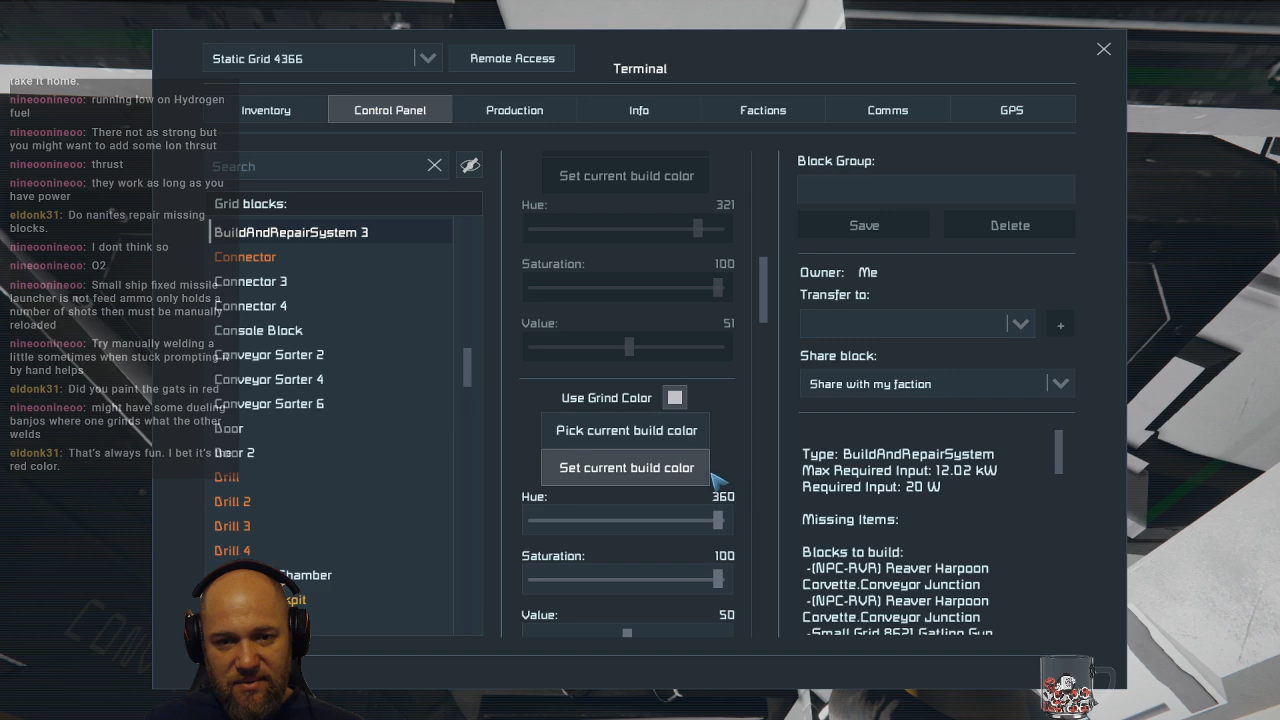 Static Grid 4366
Remote Access
Terminal
Inventory
Control Panel
Production
Info
Factions
Comms
GPS
take it home.
nineoonineoo: running low on Hydrogen
fuel
nineoonineoo: There not as strong but
you might want to add some Ion thrsut
nineoonineoo: thrust
nineoonineoo: they work as long as you
have power
eldonk31: Do nanites repair missing
blocks.
nineoonineoo: I dont think so
nineoonineoo: O2
nineoonineoo: Small ship fixed missile
launcher is not feed ammo only holds a
number of shots then must be manually
reloaded
nineoonineoo: Try manually welding a
little sometimes when stuck prompting it
by hand helps
eldonk31: Did you paint the gats in red
nineoonineoo: might have some dueling
banjos where one grinds what the other
welds
eldonk31: That's always fun. I bet it's the
red color.
Search
Grid blocks:
BuildAndRepairSystem 3
Connector
Connector 3
Connector 4
Console Block
Conveyor Sorter 2
Conveyor Sorter 4
Conveyor Sorter 6
Door
Door 2
Drill
Drill 2
Drill 3
Drill 4
Chamber
kpit
Set current build color
Hue: 321
Saturation: 100
Value: 51
Use Grind Color
Pick current build color
Set current build color
Hue: 360
Saturation: 100
Value: 50
Block Group:
Save
Delete
Owner: Me
Transfer to:
+
Share block:
Share with my faction
Type: BuildAndRepairSystem
Max Required Input: 12.02 kW
Required Input: 20 W
Missing Items:
Blocks to build:
-(NPC-RVR) Reaver Harpoon
Corvette.Conveyor Junction
-(NPC-RVR) Reaver Harpoon
Corvette.Conveyor Junction
-Small Grid 8621 Gatling Gun